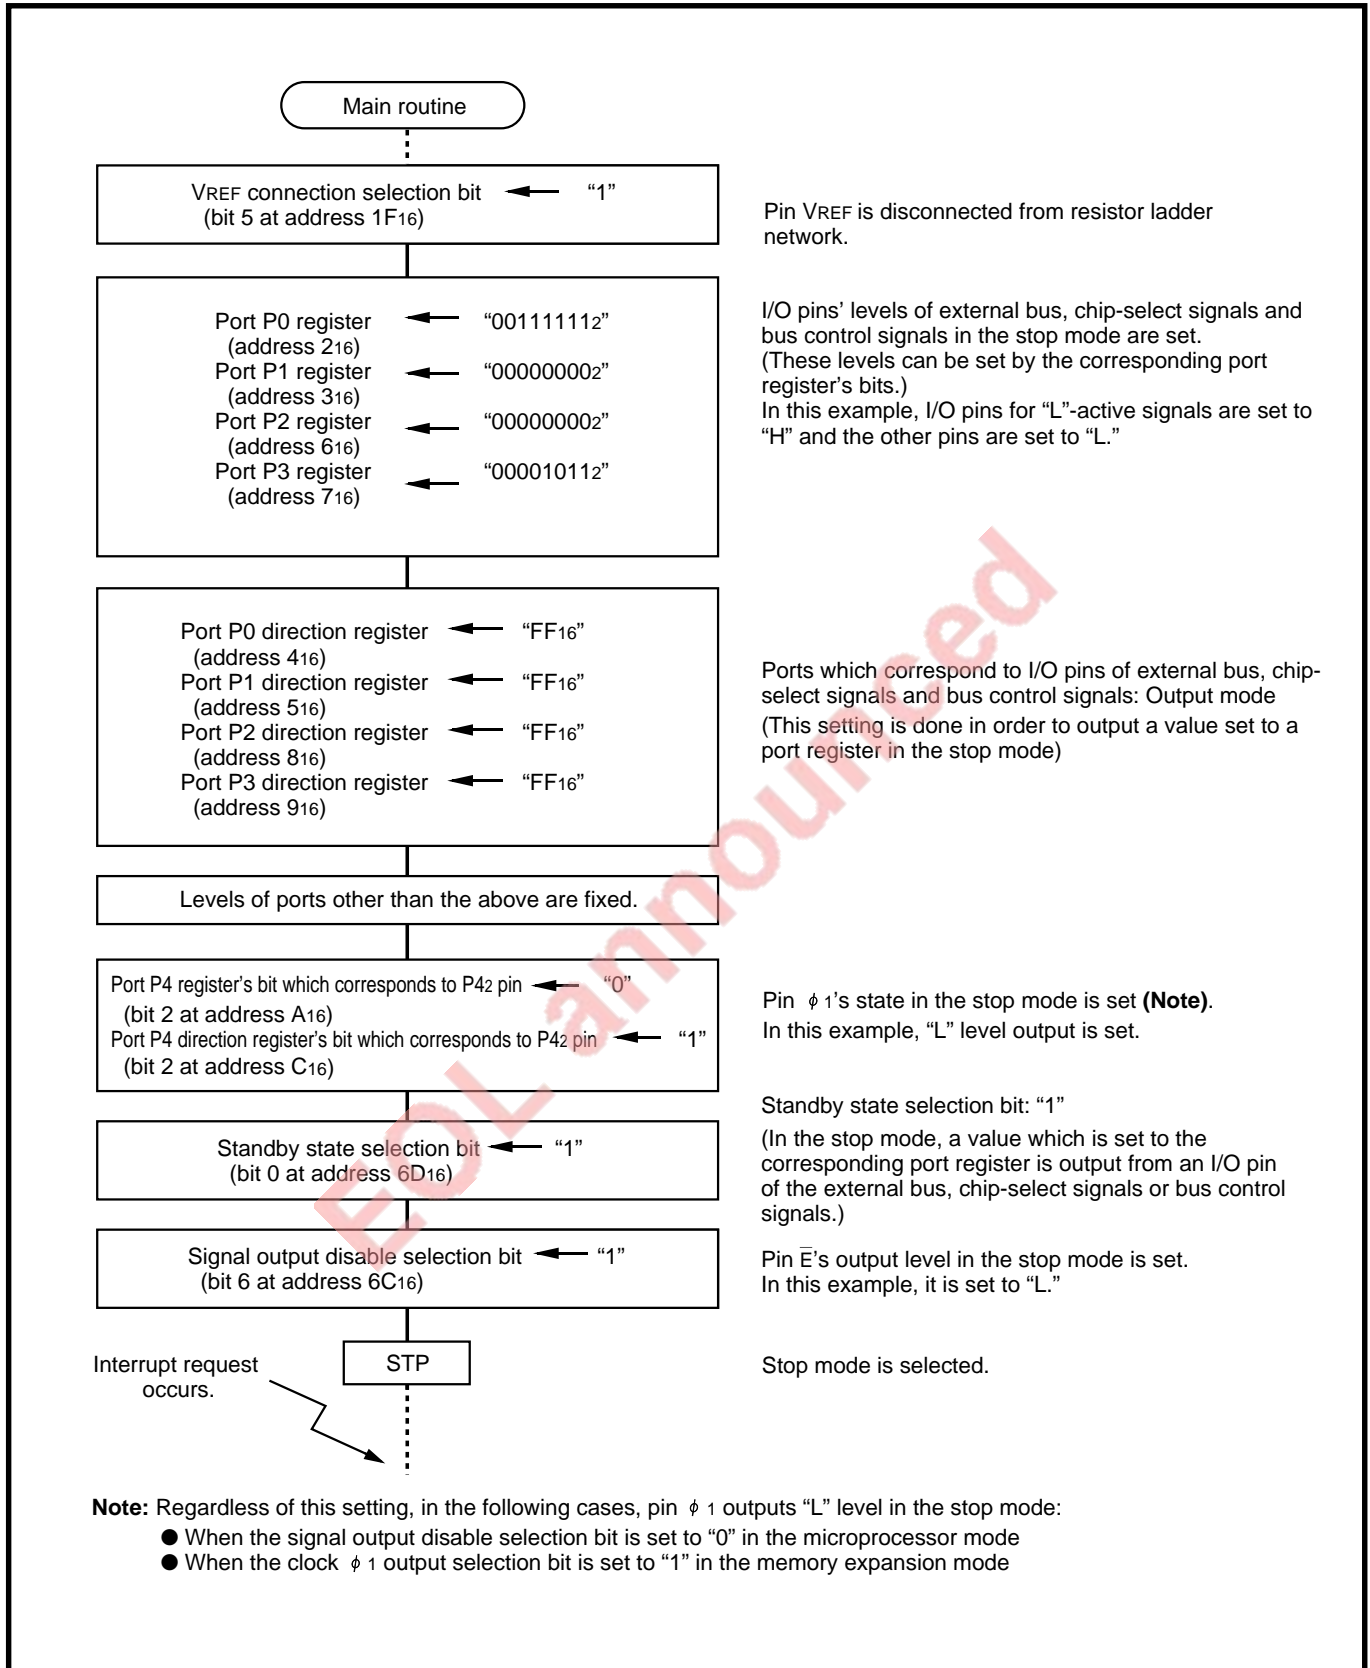 Main routine
VREF connection selection bit “1”
(bit 5 at address 1F16)
Pin VREF is disconnected from resistor ladder
network.
Port P0 register “001111112”
(address 216)
Port P1 register “000000002”
(address 316)
Port P2 register “000000002”
(address 616)
Port P3 register “000010112”
(address 716)
I/O pins’ levels of external bus, chip-select signals and
bus control signals in the stop mode are set.
(These levels can be set by the corresponding port
register’s bits.)
In this example, I/O pins for “L”-active signals are set to
“H” and the other pins are set to “L.”
Port P0 direction register “FF16”
(address 416)
Port P1 direction register “FF16”
(address 516)
Port P2 direction register “FF16”
(address 816)
Port P3 direction register “FF16”
(address 916)
Ports which correspond to I/O pins of external bus, chip-
select signals and bus control signals: Output mode
(This setting is done in order to output a value set to a
port register in the stop mode)
Levels of ports other than the above are fixed.
Port P4 register’s bit which corresponds to P42 pin “0”
(bit 2 at address A16)
Port P4 direction register’s bit which corresponds to P42 pin “1”
(bit 2 at address C16)
Pin ϕ 1’s state in the stop mode is set (Note).
In this example, “L” level output is set.
Standby state selection bit “1”
(bit 0 at address 6D16)
Standby state selection bit: “1”
(In the stop mode, a value which is set to the
corresponding port register is output from an I/O pin
of the external bus, chip-select signals or bus control
signals.)
Signal output disable selection bit “1”
(bit 6 at address 6C16)
Pin E̅’s output level in the stop mode is set.
In this example, it is set to “L.”
STP
Stop mode is selected.
Interrupt request
occurs.
Note: Regardless of this setting, in the following cases, pin ϕ 1 outputs “L” level in the stop mode:
● When the signal output disable selection bit is set to “0” in the microprocessor mode
● When the clock ϕ 1 output selection bit is set to “1” in the memory expansion mode
EOL announced